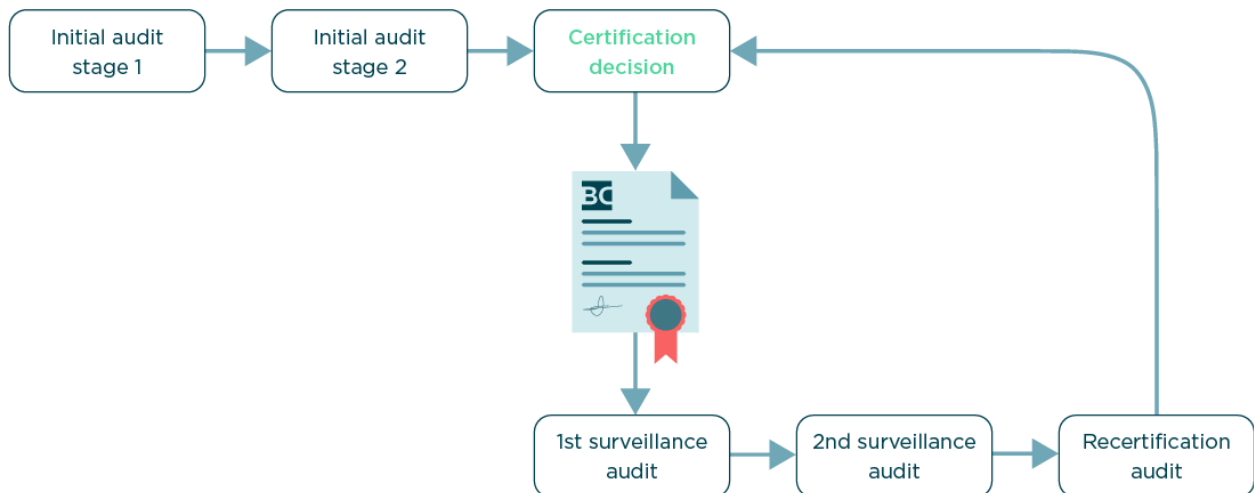 Initial audit
stage 1
Initial audit
stage 2
Certification
decision
BC
1st surveillance
audit
2nd surveillance
audit
Recertification
audit